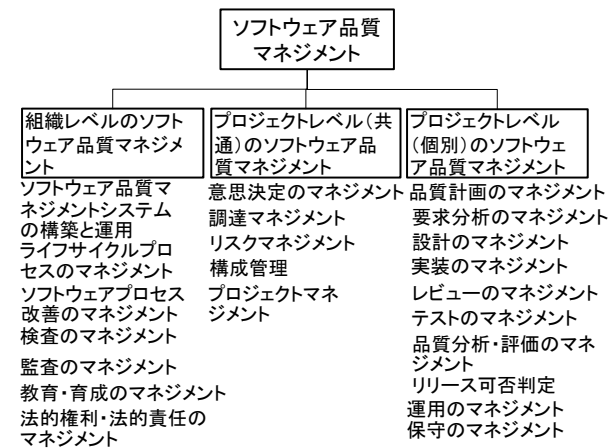 ソフトウェア品質
マネジメント
組織レベルのソフト
ウェア品質マネジメ
ント
ソフトウェア品質マ
ネジメントシステム
の構築と運用
ライフサイクルプロ
セスのマネジメント
ソフトウェアプロセス
改善のマネジメント
検査のマネジメント
監査のマネジメント
教育・育成のマネジメント
法的権利・法的責任の
マネジメント
プロジェクトレベル(共
通)のソフトウェア品
質マネジメント
意思決定のマネジメント
調達マネジメント
リスクマネジメント
構成管理
プロジェクトマネ
ジメント
プロジェクトレベル
(個別)のソフトウェ
ア品質マネジメント
品質計画のマネジメント
要求分析のマネジメント
設計のマネジメント
実装のマネジメント
レビューのマネジメント
テストのマネジメント
品質分析・評価のマネ
ジメント
リリース可否判定
運用のマネジメント
保守のマネジメント